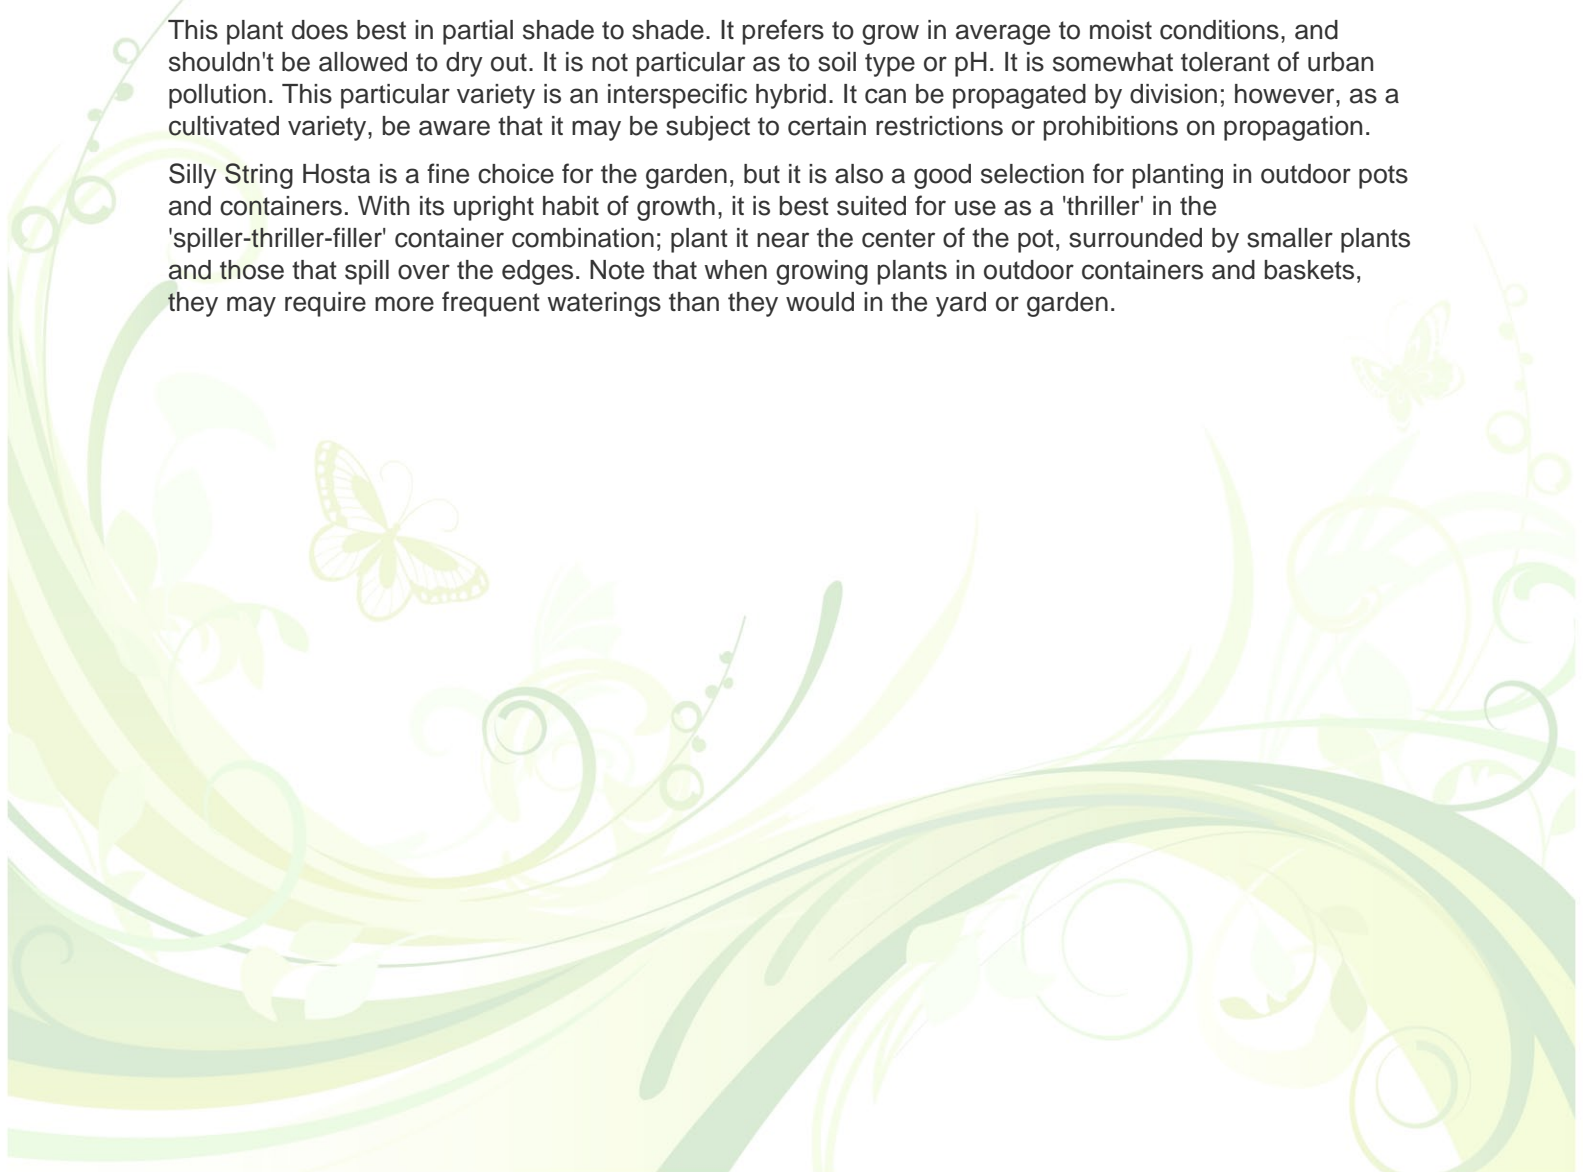 This plant does best in partial shade to shade. It prefers to grow in average to moist conditions, and
shouldn't be allowed to dry out. It is not particular as to soil type or pH. It is somewhat tolerant of urban
pollution. This particular variety is an interspecific hybrid. It can be propagated by division; however, as a
cultivated variety, be aware that it may be subject to certain restrictions or prohibitions on propagation.
Silly String Hosta is a fine choice for the garden, but it is also a good selection for planting in outdoor pots
and containers. With its upright habit of growth, it is best suited for use as a 'thriller' in the
'spiller-thriller-filler' container combination; plant it near the center of the pot, surrounded by smaller plants
and those that spill over the edges. Note that when growing plants in outdoor containers and baskets,
they may require more frequent waterings than they would in the yard or garden.